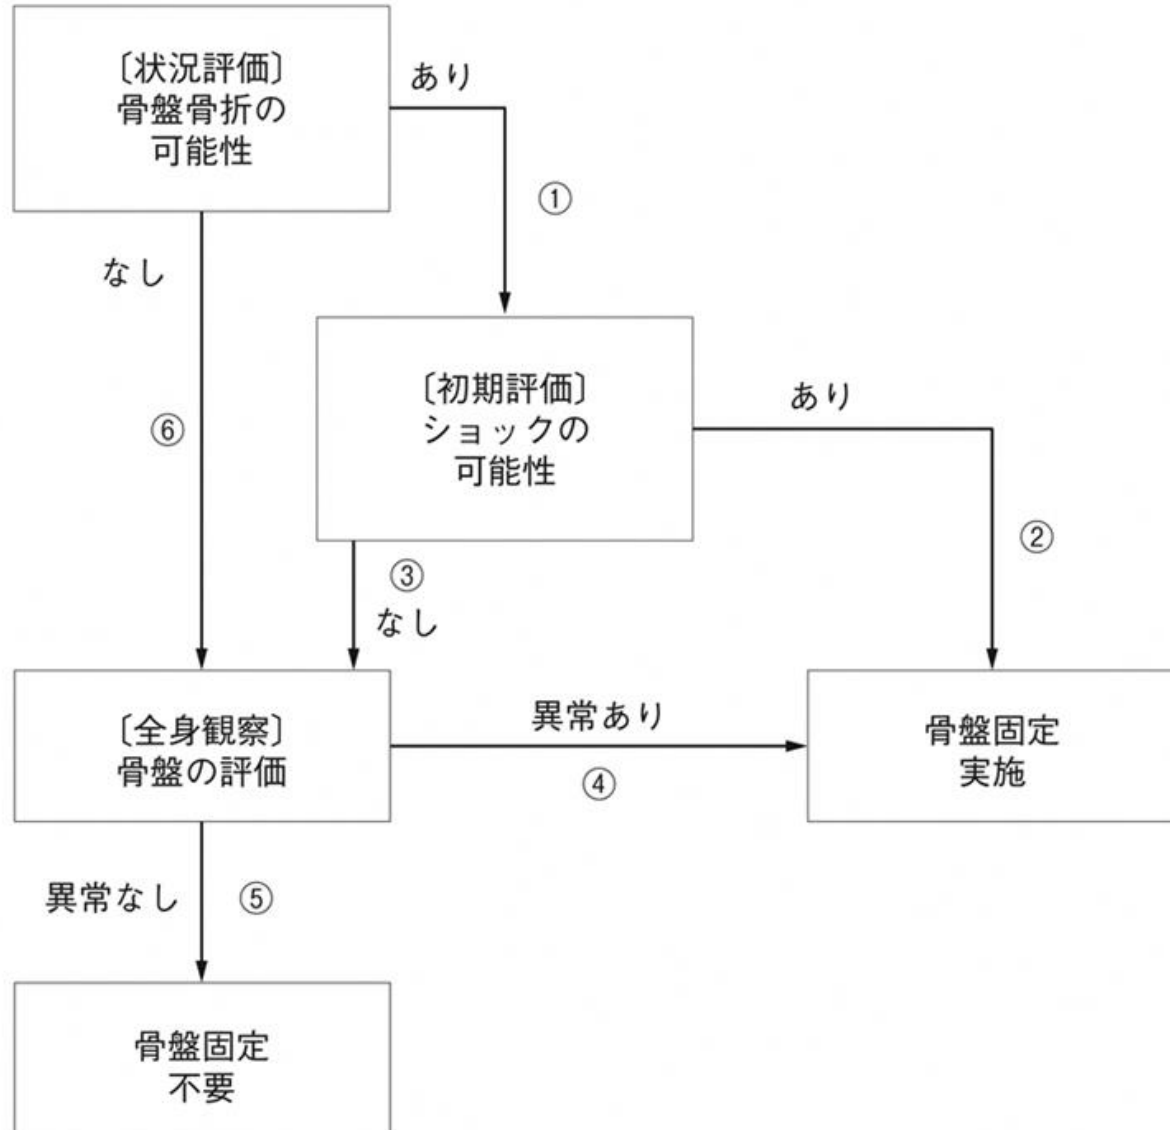 〔状況評価〕
骨盤骨折の
可能性
あり
①
なし
〔初期評価〕
ショックの
可能性
あり
⑥
②
③
なし
〔全身観察〕
骨盤の評価
異常あり
④
骨盤固定
実施
異常なし
⑤
骨盤固定
不要